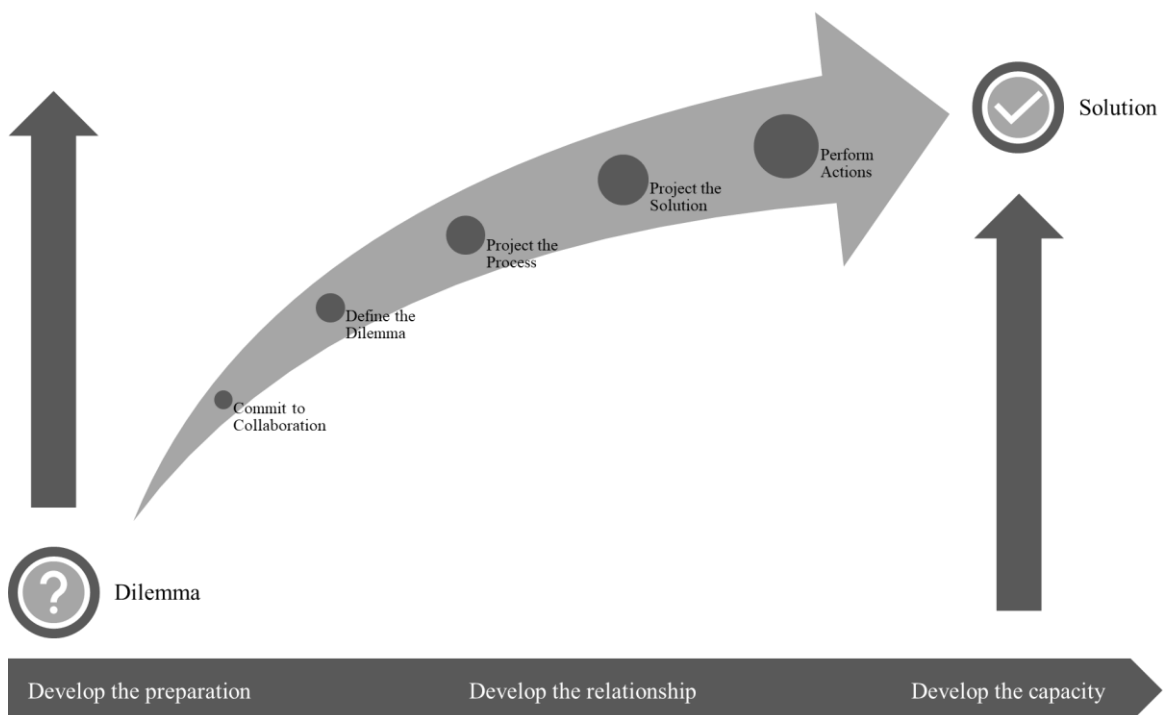 Solution
Perform
Actions
Project the
Solution
Project the
Process
Define the
Dilemma
Commit to
Collaboration
?
Dilemma
Develop the preparation
Develop the relationship
Develop the capacity